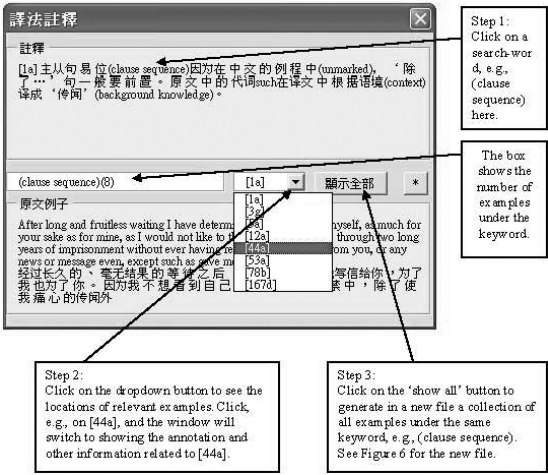 譯法註釋
註釋
[1a] 主从句易位(clause sequence)因为在中交的例程中(unmarked), ‘除
了…’句一般要前置。原文中的代词such在译文中根据语境(context)
译成‘传闻’(background knowledge)。
(clause sequence)(8)
[1a]
顯示全部
*
[1a]
[3g]
[12a]
[44a]
[53a]
[78b]
[167d]
原文例子
After long and fruitless waiting I have determ
yself, as much for
your sake as for mine, as I would not like to th
through two long
years of imprisonment without ever having re
om you, or any
news or message even, except such as gave me
经过长久的、毫无结果的等待之后
写信给你,为了
我也为了你。因为我不想看到自己
禁中,除了使
我痛心的传闻外
Step 1:
Click on a
search-wor
d, e.g.,
(clause
sequence)
here.
The box
shows the
number of
examples
under the
keyword.
Step 2:
Click on the dropdown button to see the
locations of relevant examples. Click,
e.g., on [44a], and the window will
switch to showing the annotation and
other information related to [44a].
Step 3:
Click on the ‘show all’ button to
generate in a new file a collection of
all examples under the same
keyword, e.g., (clause sequence).
See Figure 6 for the new file.